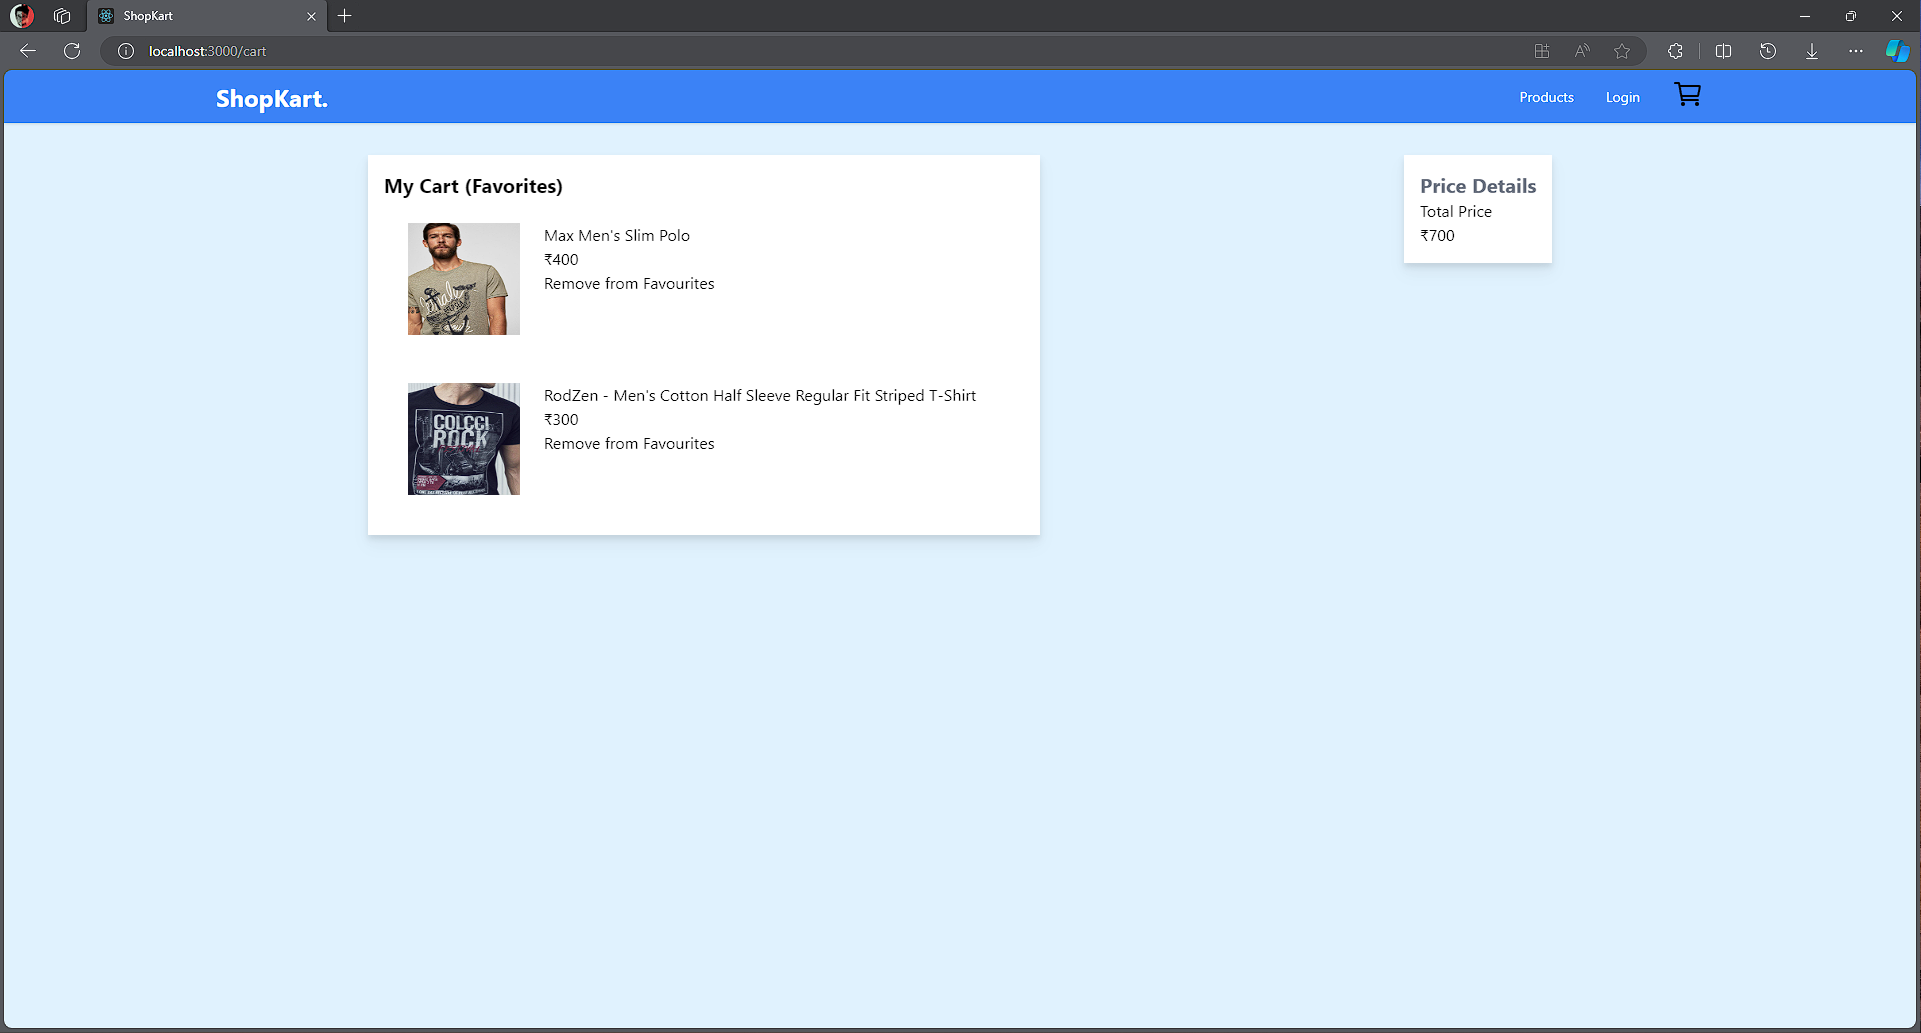 ShopKart
localhost:3000/cart
ShopKart.
Products
Login
My Cart (Favorites)
Max Men's Slim Polo
₹400
Remove from Favourites
COLCCI
ROCK
RodZen - Men's Cotton Half Sleeve Regular Fit Striped T-Shirt
₹300
Remove from Favourites
Price Details
Total Price
₹700